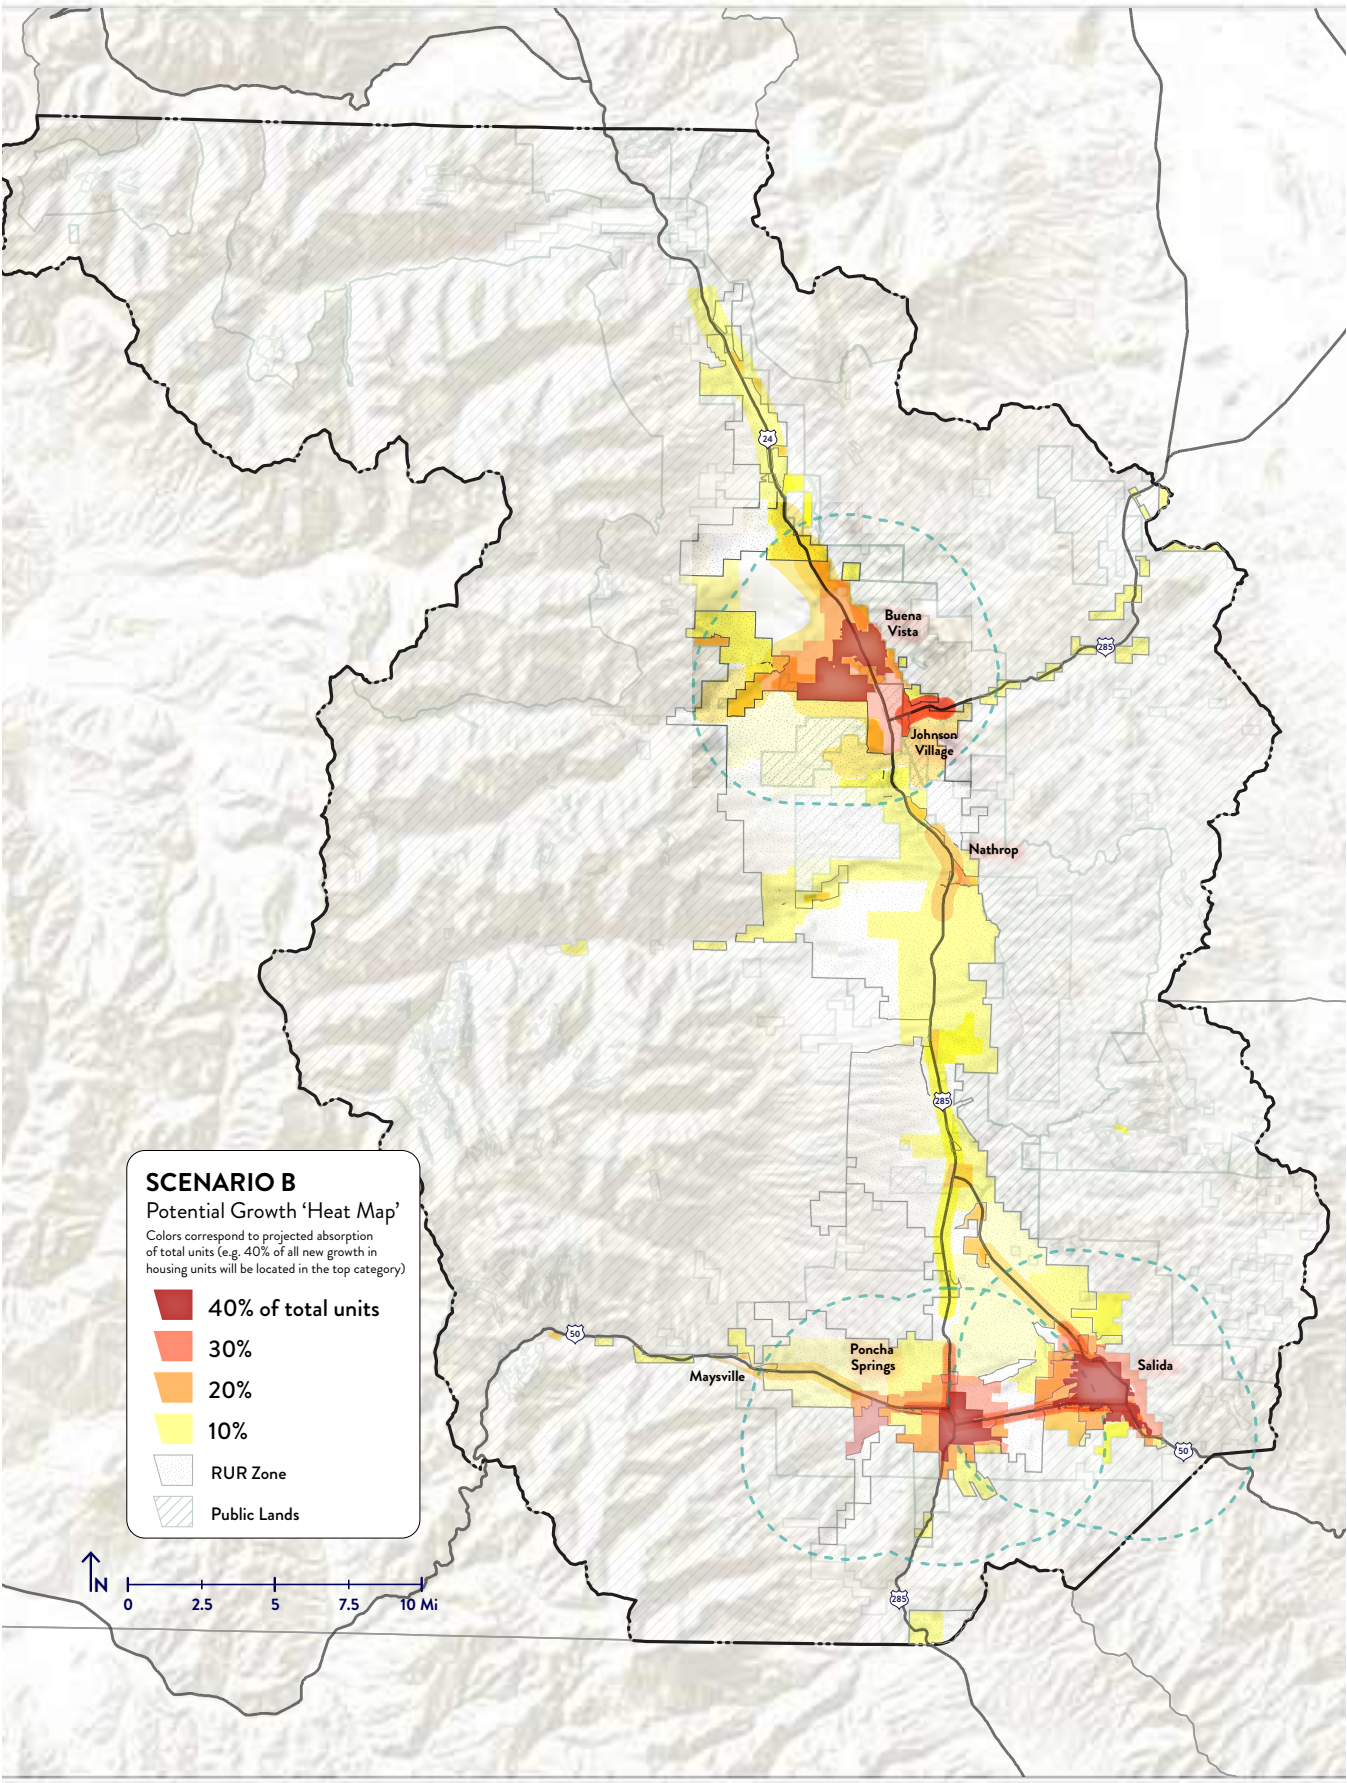 24
Buena
Vista
285
Johnson
Village
Nathrop
285
SCENARIO B
Potential Growth ‘Heat Map’
Colors correspond to projected absorption
of total units (e.g. 40% of all new growth in
housing units will be located in the top category)
40% of total units
30%
20%
10%
RUR Zone
Public Lands
50
Maysville
Poncha
Springs
Salida
50
285
N
0 2.5 5 7.5 10 Mi